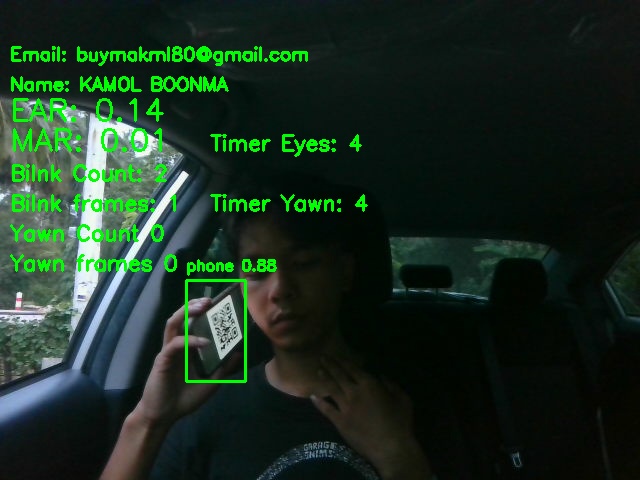 Email: buymakml80@gmail.com
Name: KAMOL BOONMA
EAR: 0.14
MAR: 0.01 Timer Eyes: 4
Bilnk Count: 2
Bilnk frames: 1 Timer Yawn: 4
Yawn Count 0
Yawn frames 0 phone 0.88
GARAGE